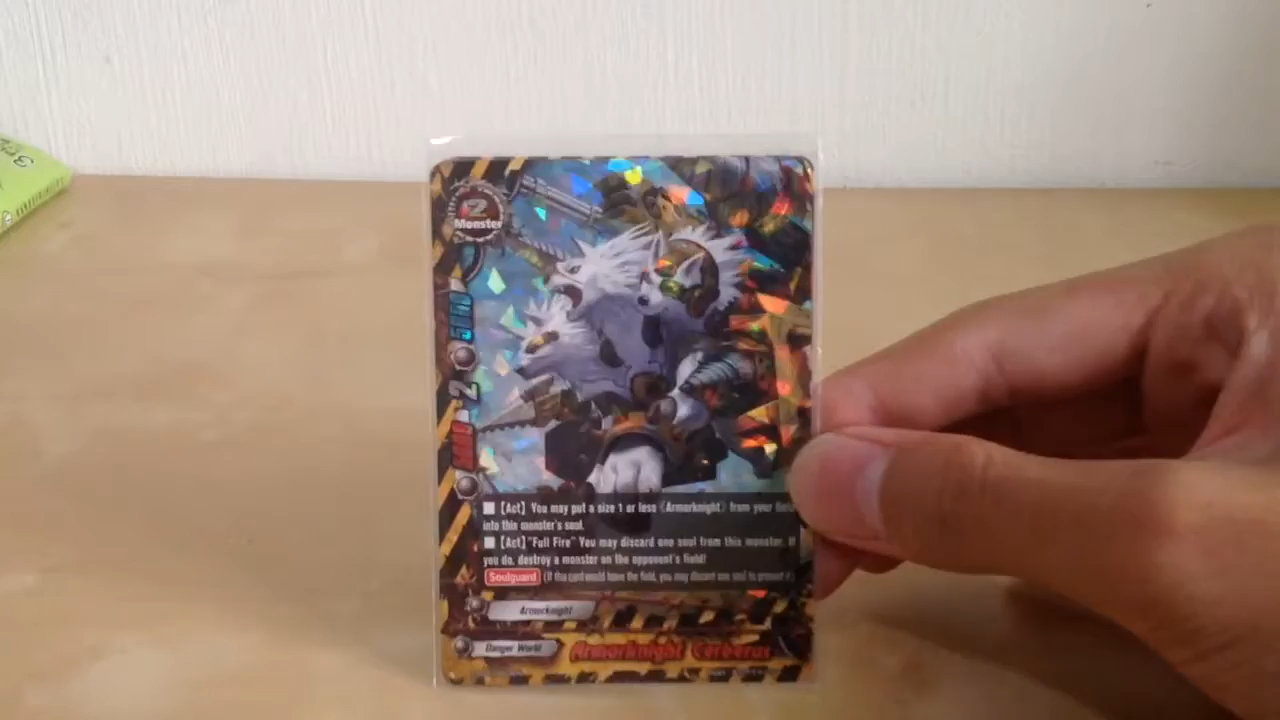 2
Monster
2
■【Act】You may put a size 1 or less《Armorknight》from your field
into this monster's soul.
■【Act】"Full Fire" You may discard one soul from this monster. If
you do, destroy a monster on the opponent's field!
Soulguard (If this card would leave the field, you may discard one soul to prevent it.)
Armorknight
Danger World Armorknight Cerberus